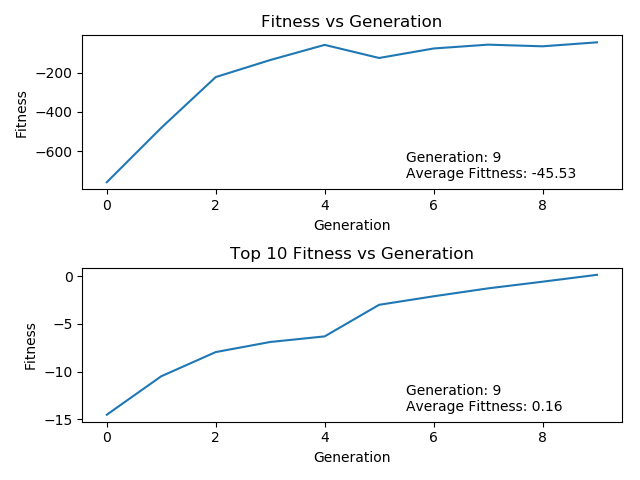 Fitness vs Generation
Fitness
−200
−400
−600
Generation: 9
Average Fittness: -45.53
0 2 4 6 8
Generation
Top 10 Fitness vs Generation
Fitness
0
−5
−10
−15
Generation: 9
Average Fittness: 0.16
0 2 4 6 8
Generation